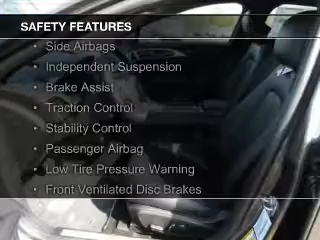 SAFETY FEATURES
• Side Airbags
• Independent Suspension
• Brake Assist
• Traction Control
• Stability Control
• Passenger Airbag
• Low Tire Pressure Warning
• Front Ventilated Disc Brakes